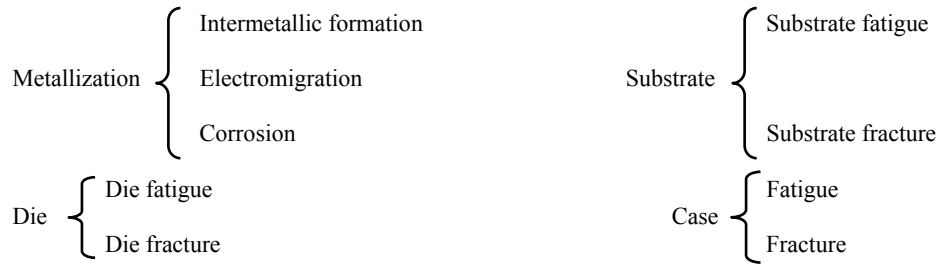 Metallization
Intermetallic formation
Electromigration
Corrosion
Substrate
Substrate fatigue
Substrate fracture
Die
Die fatigue
Die fracture
Case
Fatigue
Fracture